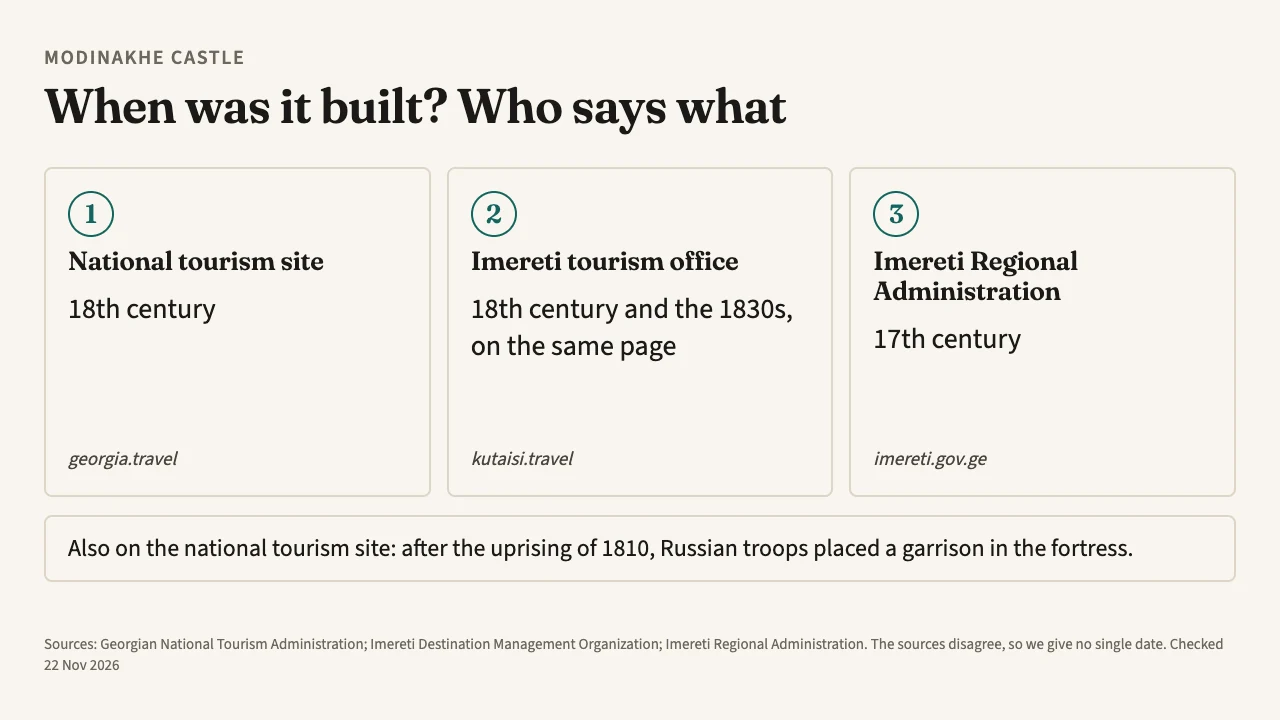 MODINAKHE CASTLE
When was it built? Who says what
1
National tourism site
18th century
georgia.travel
2
Imereti tourism office
18th century and the 1830s,
on the same page
kutaisi.travel
3
Imereti Regional
Administration
17th century
imereti.gov.ge
Also on the national tourism site: after the uprising of 1810, Russian troops placed a garrison in the fortress.
Sources: Georgian National Tourism Administration; Imereti Destination Management Organization; Imereti Regional Administration. The sources disagree, so we give no single date. Checked
22 Nov 2026